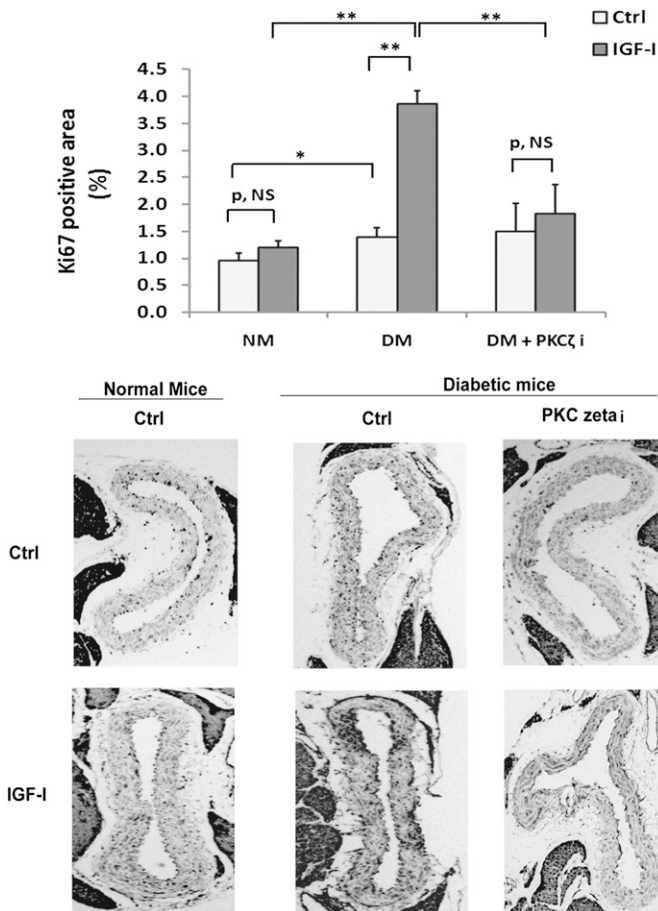 Ctrl
IGF-I
**
**
**
*
p, NS
p, NS
Ki67 positive area
(%)
4.5
4.0
3.5
3.0
2.5
2.0
1.5
1.0
0.5
0.0
NM
DM
DM + PKCζ i
Normal Mice
Diabetic mice
Ctrl
Ctrl
PKC zeta i
Ctrl
IGF-I